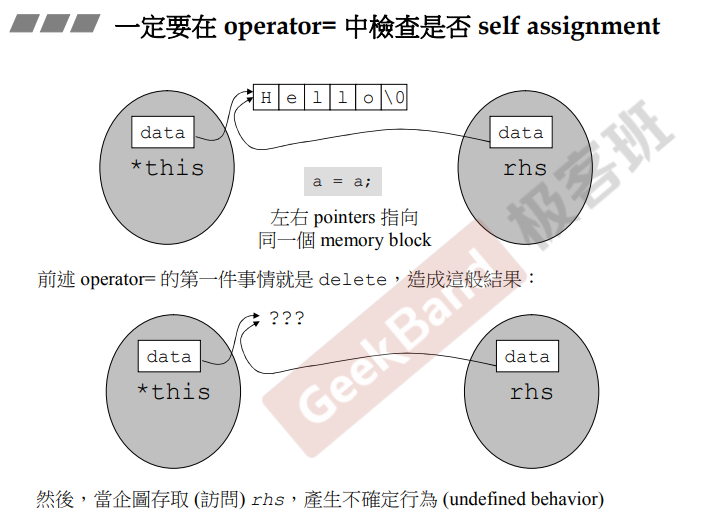 一定要在 operator= 中檢查是否 self assignment
H e l l o \0
data
data
*this
rhs
a = a;
左右 pointers 指向
同一個 memory block
前述 operator= 的第一件事情就是 delete，造成這般結果：
???
data
data
*this
rhs
然後，當企圖存取 (訪問) rhs，產生不確定行為 (undefined behavior)
GeekBand 极客班